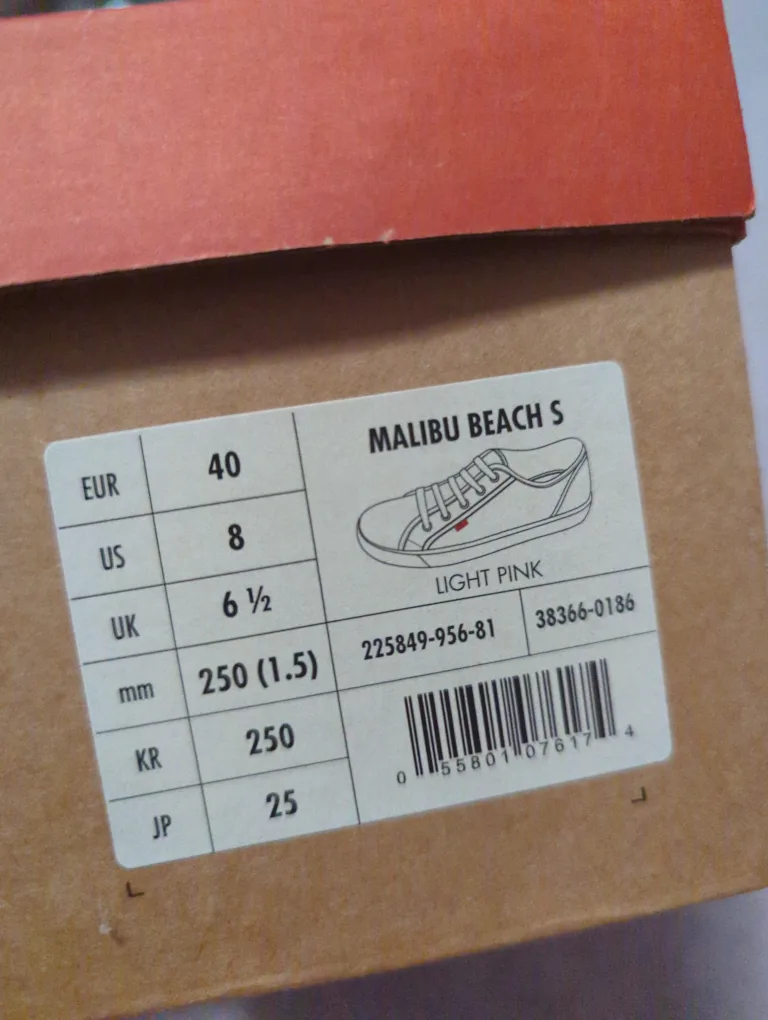 MALIBU BEACH S
LIGHT PINK
EUR 40
US 8
UK 6 ½
mm 250 (1.5)
KR 250
JP 25
225849-956-81 38366-0186
0 55801 07617 4